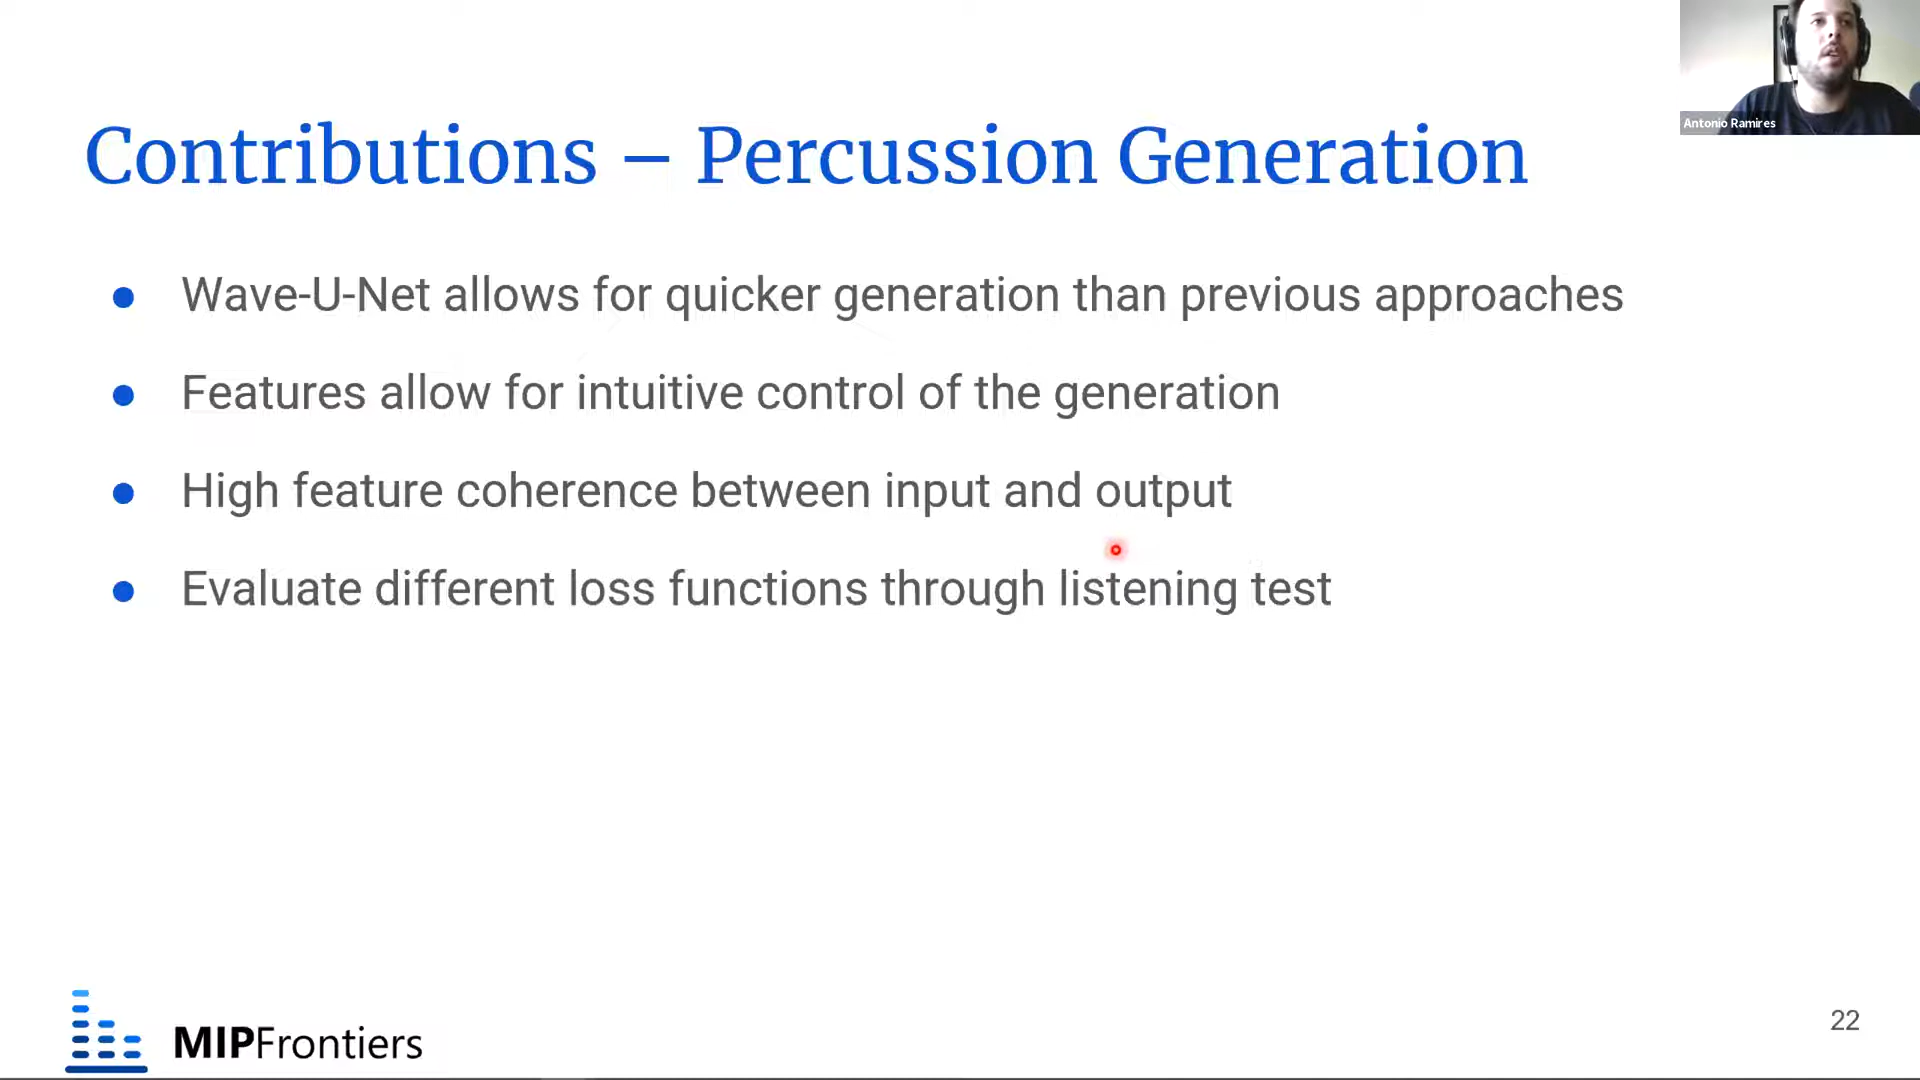 Antonio Ramires
Contributions – Percussion Generation
● Wave-U-Net allows for quicker generation than previous approaches
● Features allow for intuitive control of the generation
● High feature coherence between input and output
● Evaluate different loss functions through listening test
MIPFrontiers
22